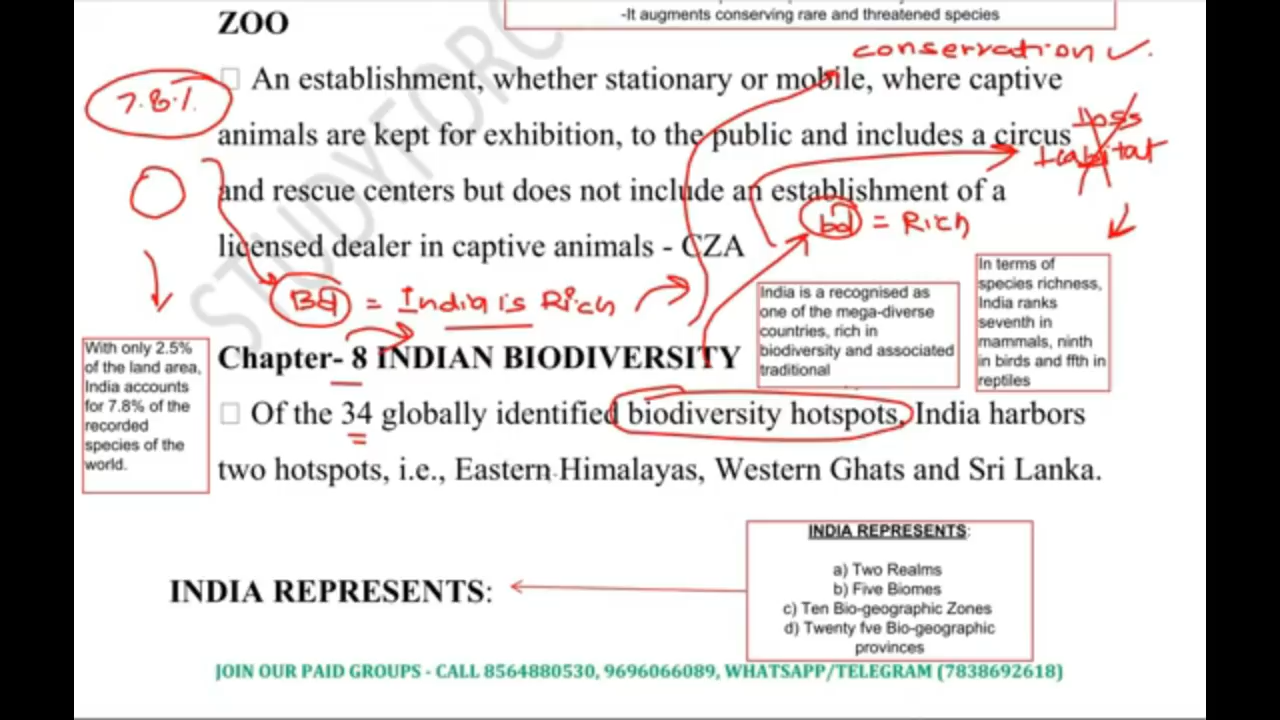 -It augments conserving rare and threatened species
ZOO
conservation ✓.
An establishment, whether stationary or mobile, where captive
7.8%
animals are kept for exhibition, to the public and includes a circus
loss
Habitat
and rescue centers but does not include an establishment of a
bd = Rich
licensed dealer in captive animals - CZA
BD = India is Rich
India is a recognised as
one of the mega-diverse
countries, rich in
biodiversity and associated
traditional
In terms of
species richness,
India ranks
seventh in
mammals, ninth
in birds and ffth in
reptiles
With only 2.5%
of the land area,
India accounts
for 7.8% of the
recorded
species of the
world.
Chapter- 8 INDIAN BIODIVERSITY
Of the 34 globally identified biodiversity hotspots, India harbors
two hotspots, i.e., Eastern Himalayas, Western Ghats and Sri Lanka.
INDIA REPRESENTS:
INDIA REPRESENTS:
a) Two Realms
b) Five Biomes
c) Ten Bio-geographic Zones
d) Twenty fve Bio-geographic
provinces
JOIN OUR PAID GROUPS - CALL 8564880530, 9696066089, WHATSAPP/TELEGRAM (7838692618)
STUDYFORC